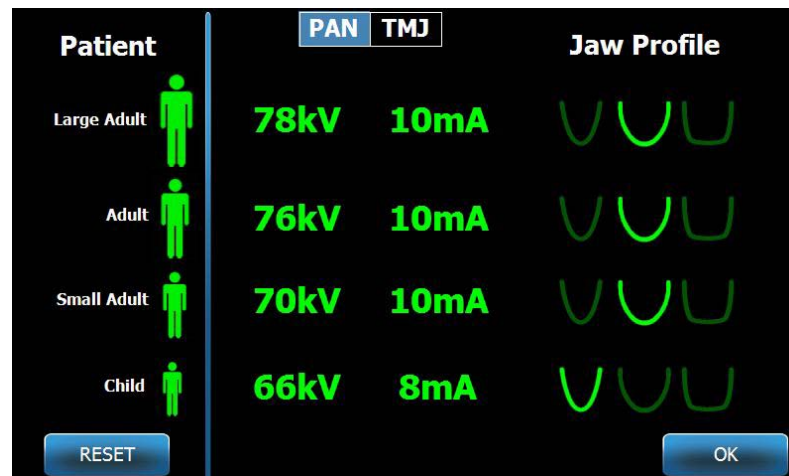 PAN TMJ
Patient
Jaw Profile
Large Adult 78kV 10mA
Adult 76kV 10mA
Small Adult 70kV 10mA
Child 66kV 8mA
RESET OK